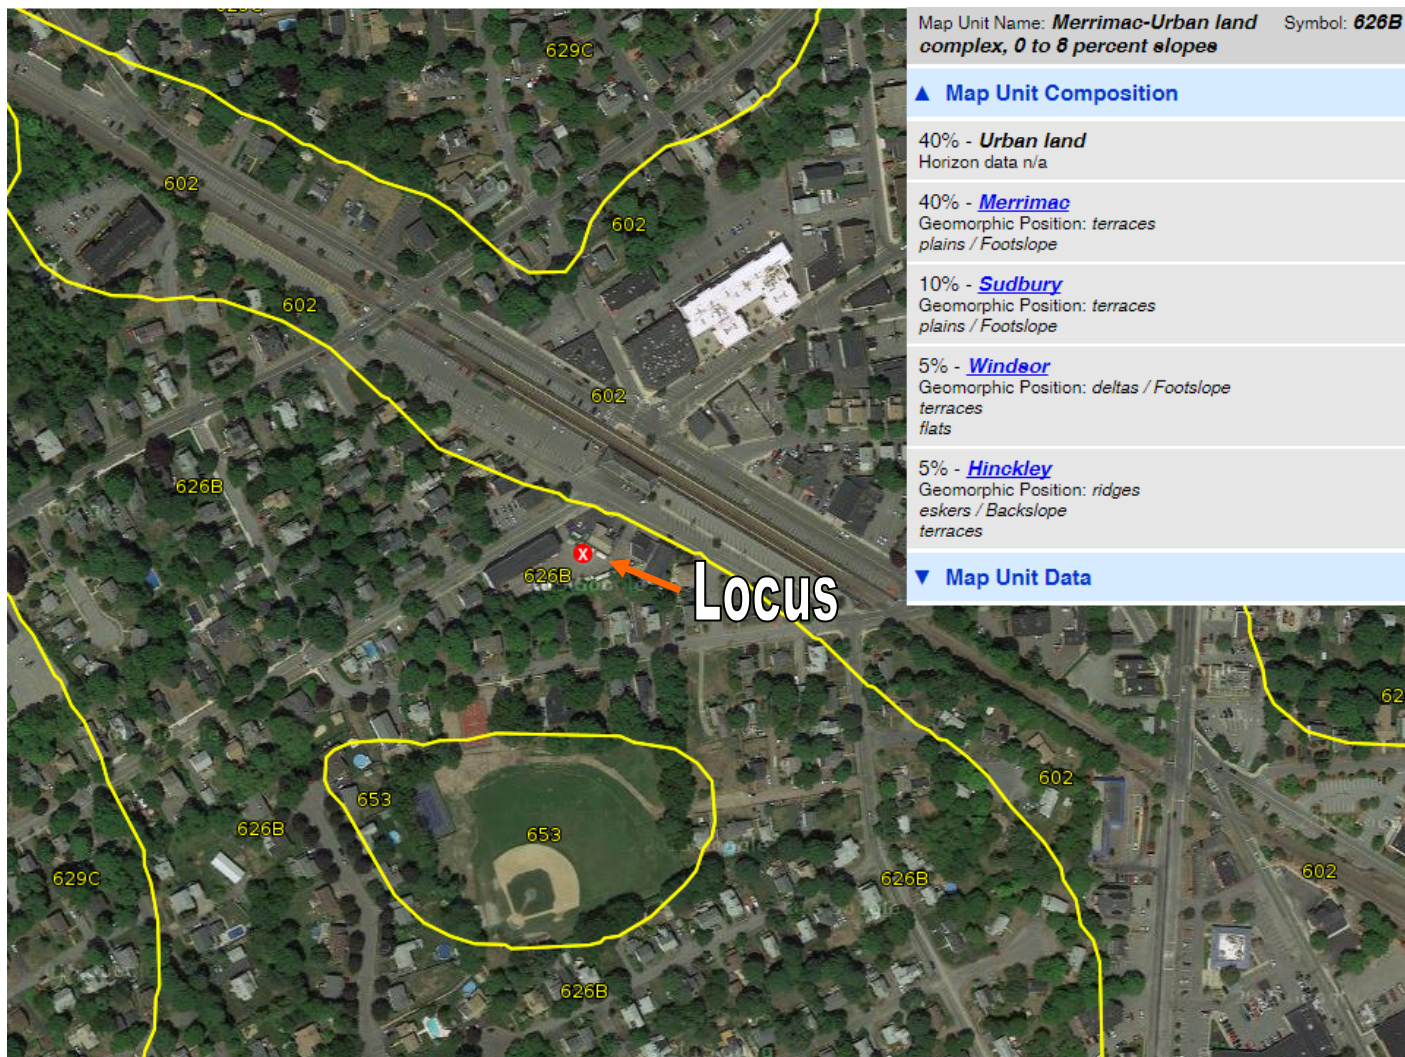 Map Unit Name: Merrimac-Urban land complex, 0 to 8 percent slopes
Symbol: 626B
▲ Map Unit Composition
40% - Urban land
Horizon data n/a
40% - Merrimac
Geomorphic Position: terraces
plains / Footslope
10% - Sudbury
Geomorphic Position: terraces
plains / Footslope
5% - Windsor
Geomorphic Position: deltas / Footslope
terraces
flats
5% - Hinckley
Geomorphic Position: ridges
eskers / Backslope
terraces
▼ Map Unit Data
629C
629C
602
602
602
602
626B
X
626B
Locus
62
653
653
602
626B
629C
626B
602
626B